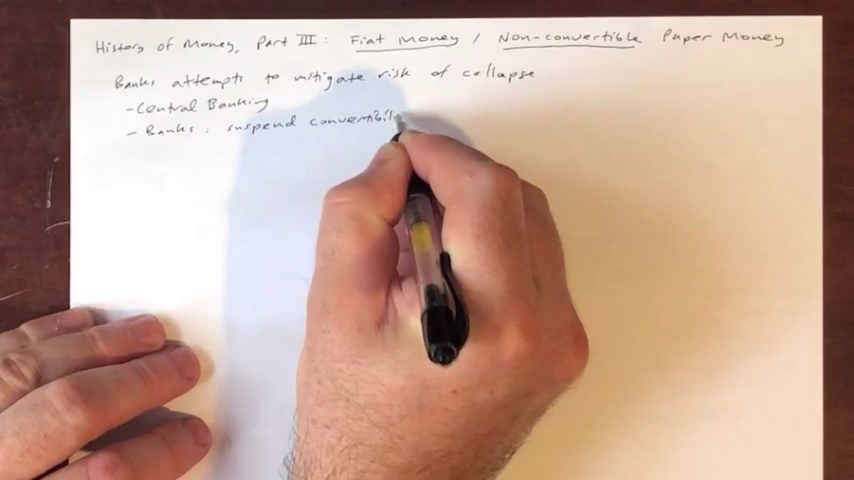 History of Money, Part III: Fiat Money / Non-convertible Paper Money
Banks attempts to mitigate risk of collapse
- Central Banking
- Banks: suspend convertibil